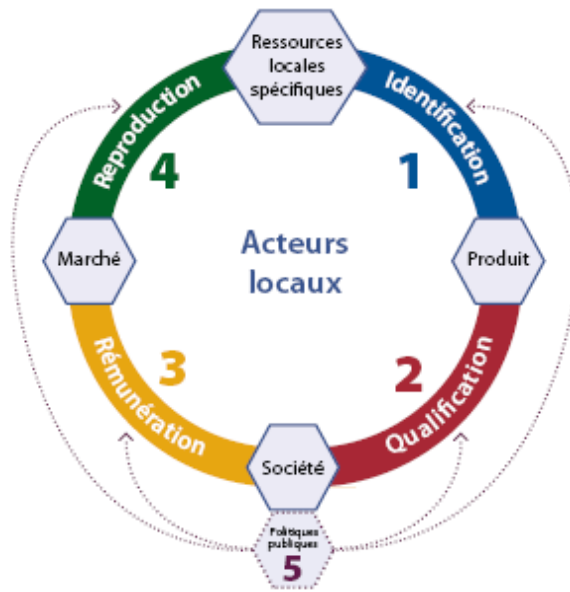 Ressources
locales
spécifiques
Identification
1
Produit
2
Qualification
Société
Rémunération
3
Marché
4
Reproduction
Acteurs
locaux
Politiques
publiques
5